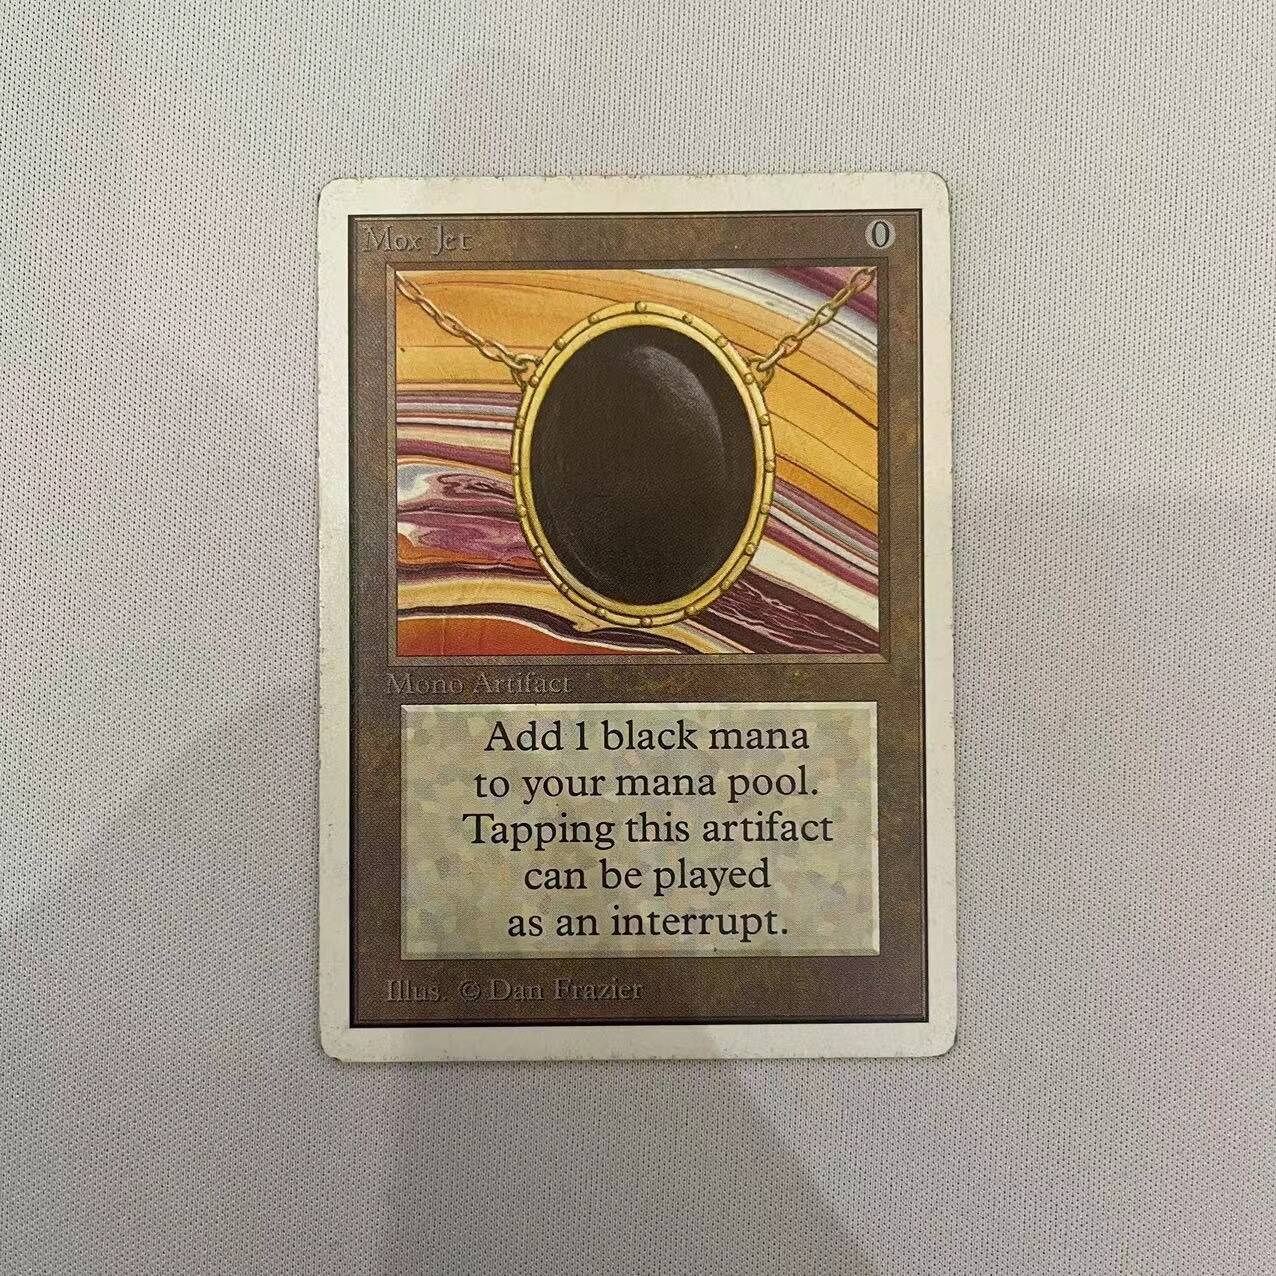 Mox Jet 0
Mono Artifact
Add 1 black mana
to your mana pool.
Tapping this artifact
can be played
as an interrupt.
Illus. © Dan Frazier